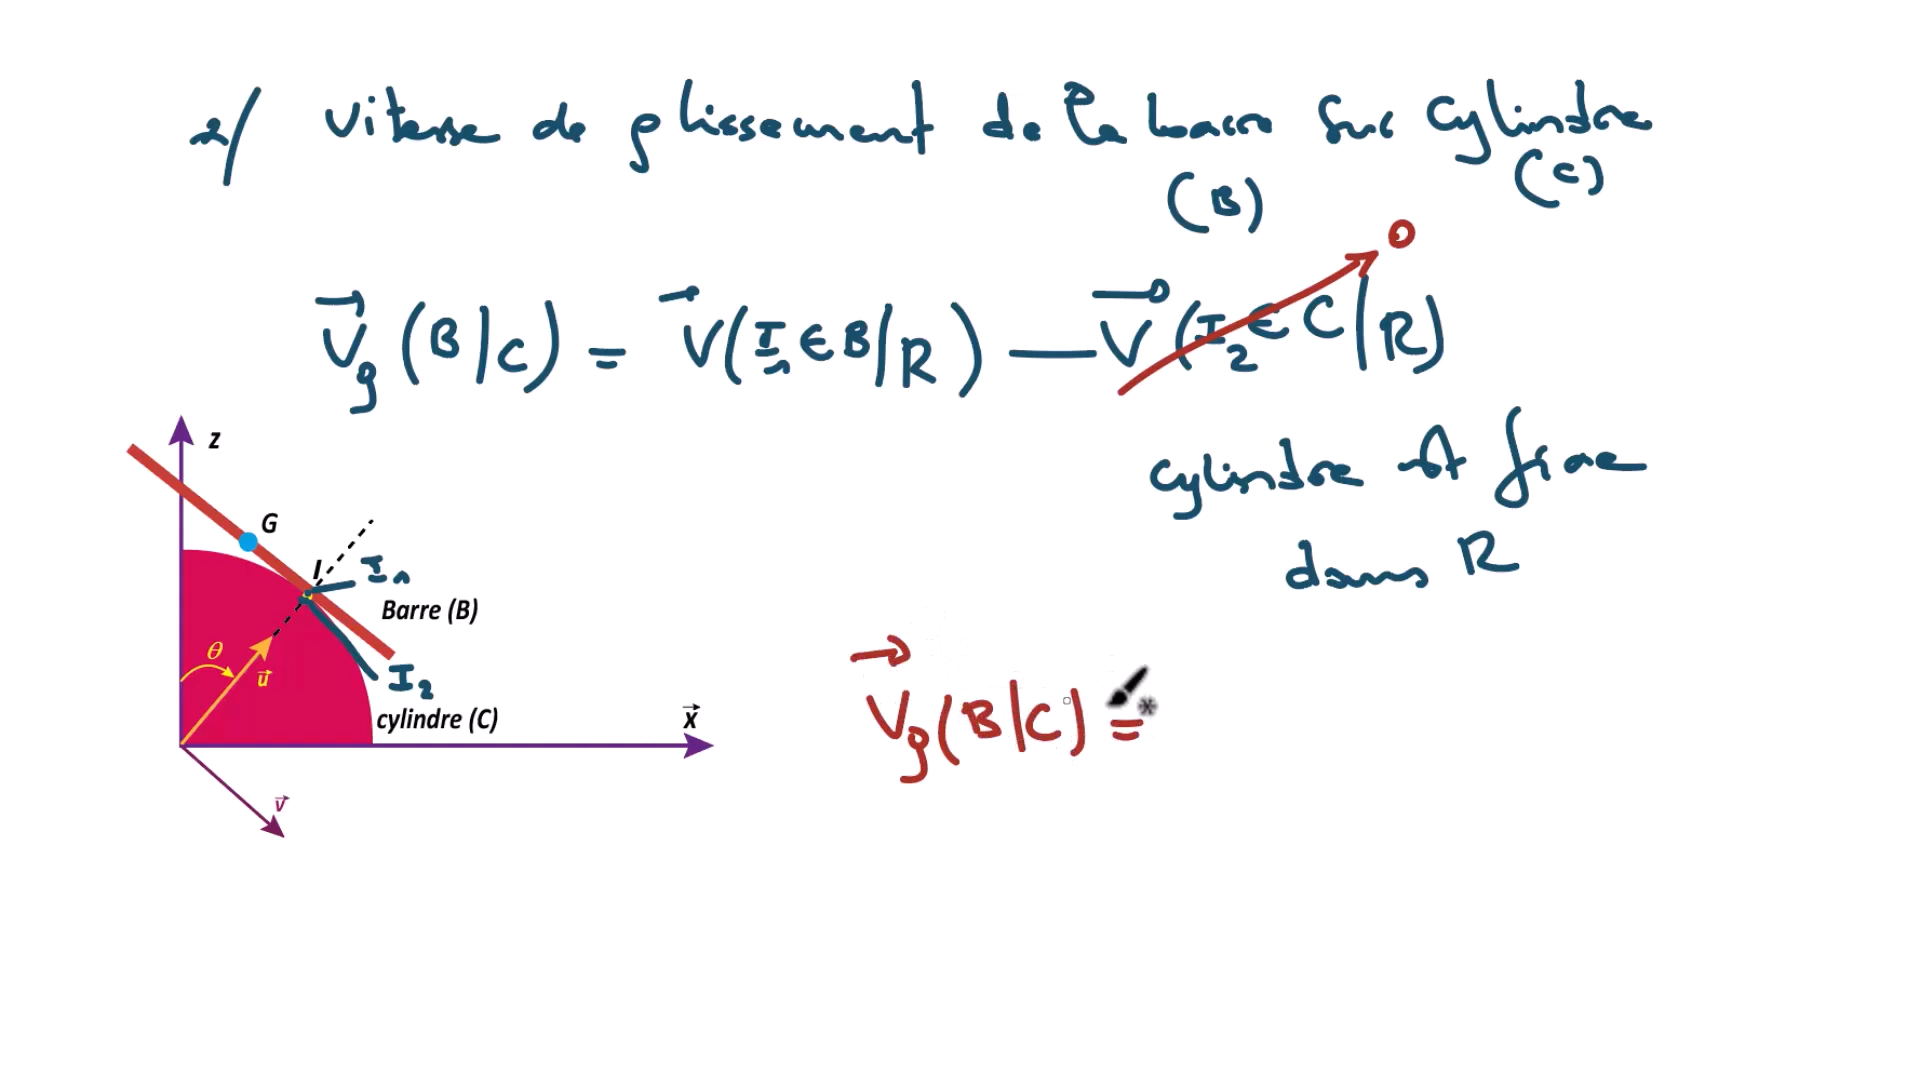 2/ Vitesse de glissement de la barre sur cylindre
(B) (C)
0
Vg (B|C) = V(I1 ∈ B/R) — V (I2 ∈ C/R)
cylindre est fixe
dans R
z
G
I I1
Barre (B)
θ
u
I2
cylindre (C)
x
v
Vg(B|C) =